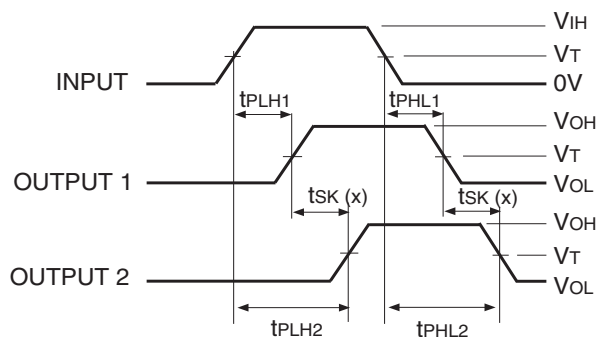 VIH
VT
INPUT
0V
tPLH1
tPHL1
VOH
VT
OUTPUT 1
VOL
tSK (x)
tSK (x)
VOH
VT
OUTPUT 2
VOL
tPLH2
tPHL2